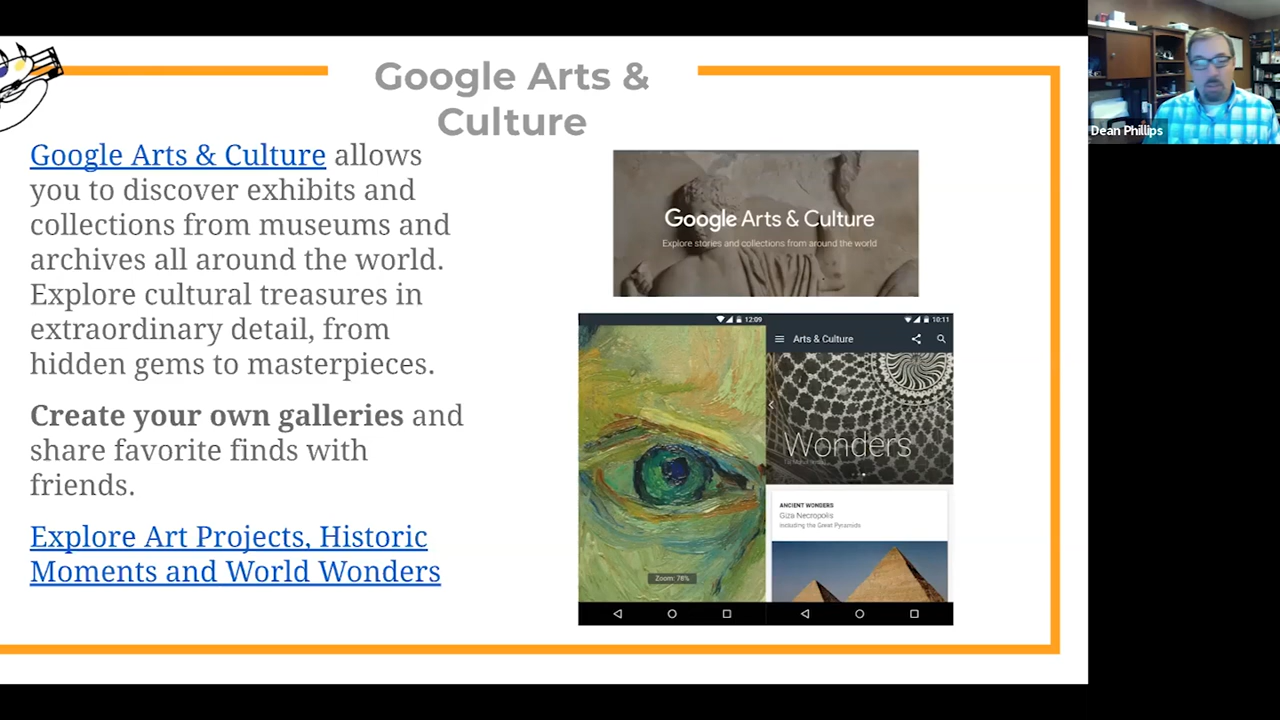 Google Arts &
Culture
Dean Phillips
Google Arts & Culture allows
you to discover exhibits and
collections from museums and
archives all around the world.
Explore cultural treasures in
extraordinary detail, from
hidden gems to masterpieces.
Create your own galleries and
share favorite finds with
friends.
Explore Art Projects, Historic
Moments and World Wonders
Google Arts & Culture
Explore stories and collections from around the world
12:09
Zoom: 78%
10:11
Arts & Culture
Wonders
ANCIENT WONDERS
Giza Necropolis
Including the Great Pyramids